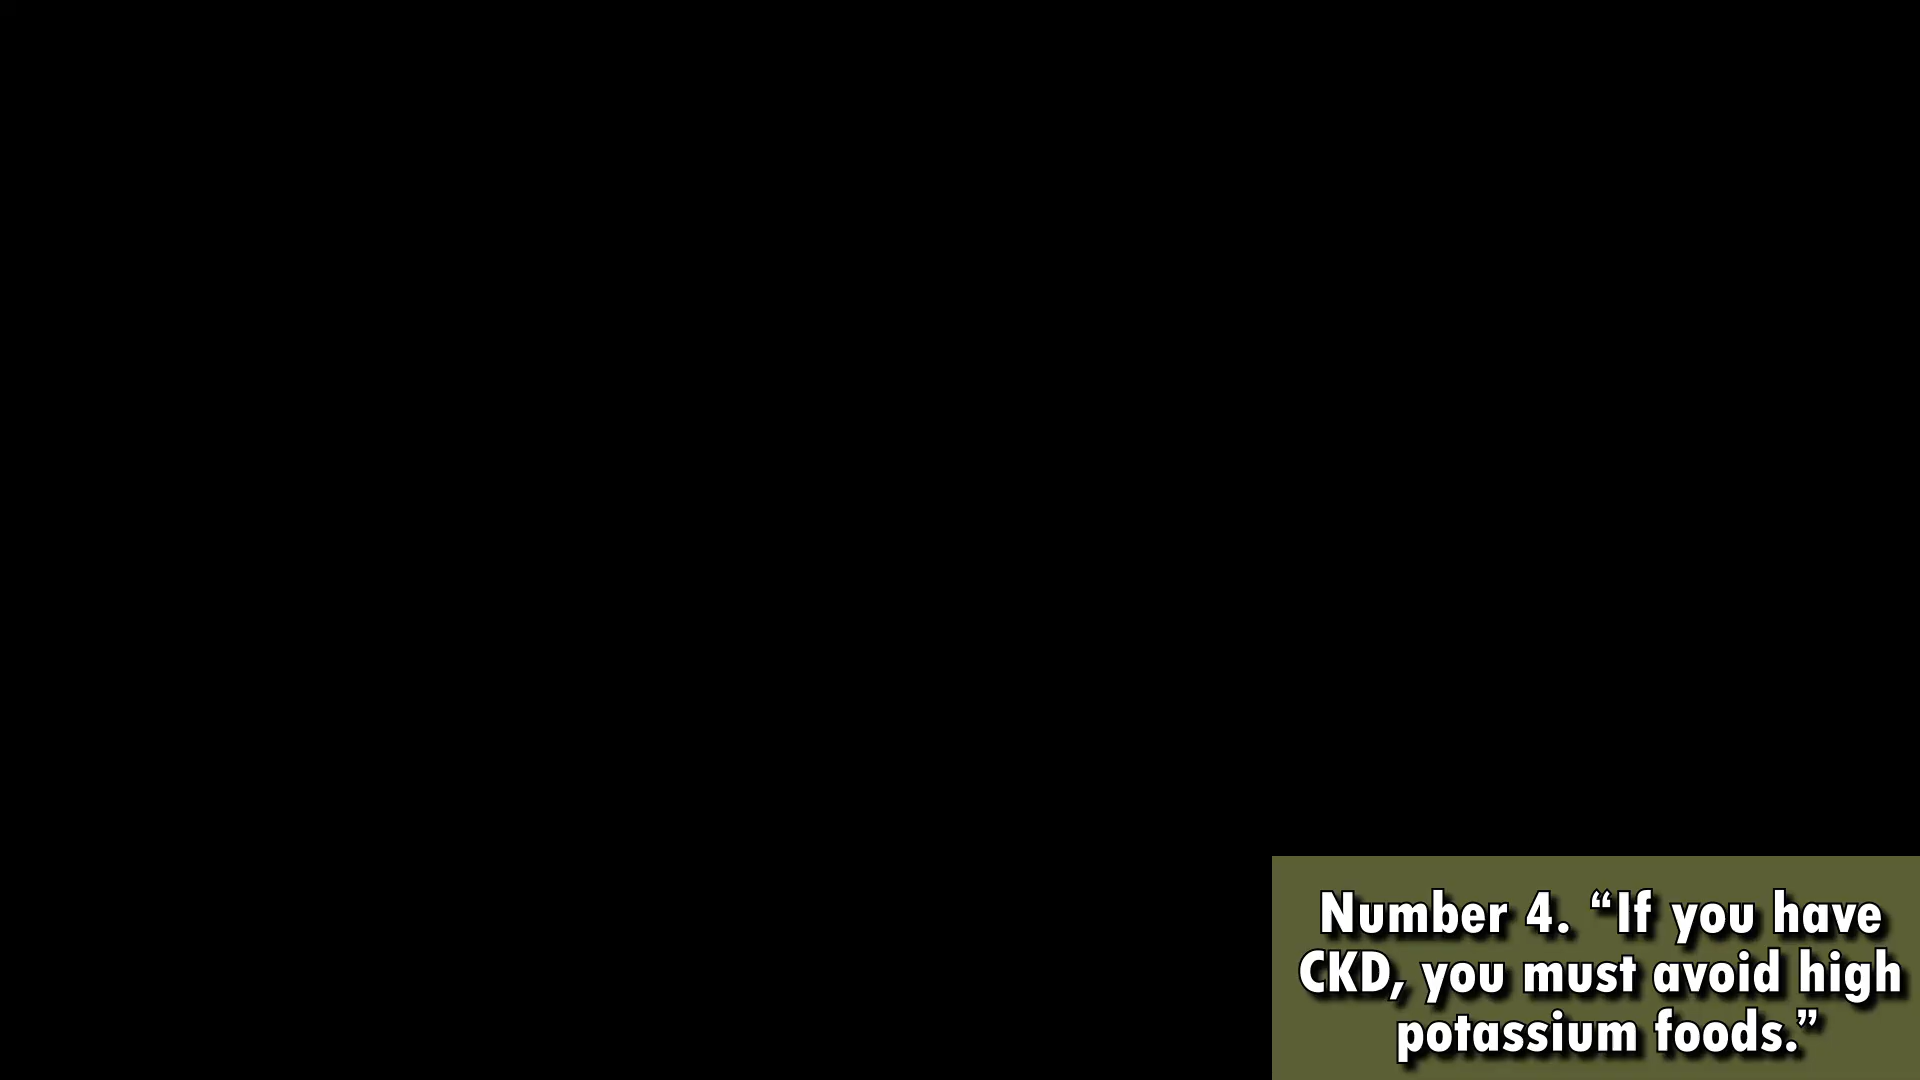 Number 4. “If you have
CKD, you must avoid high
potassium foods.”